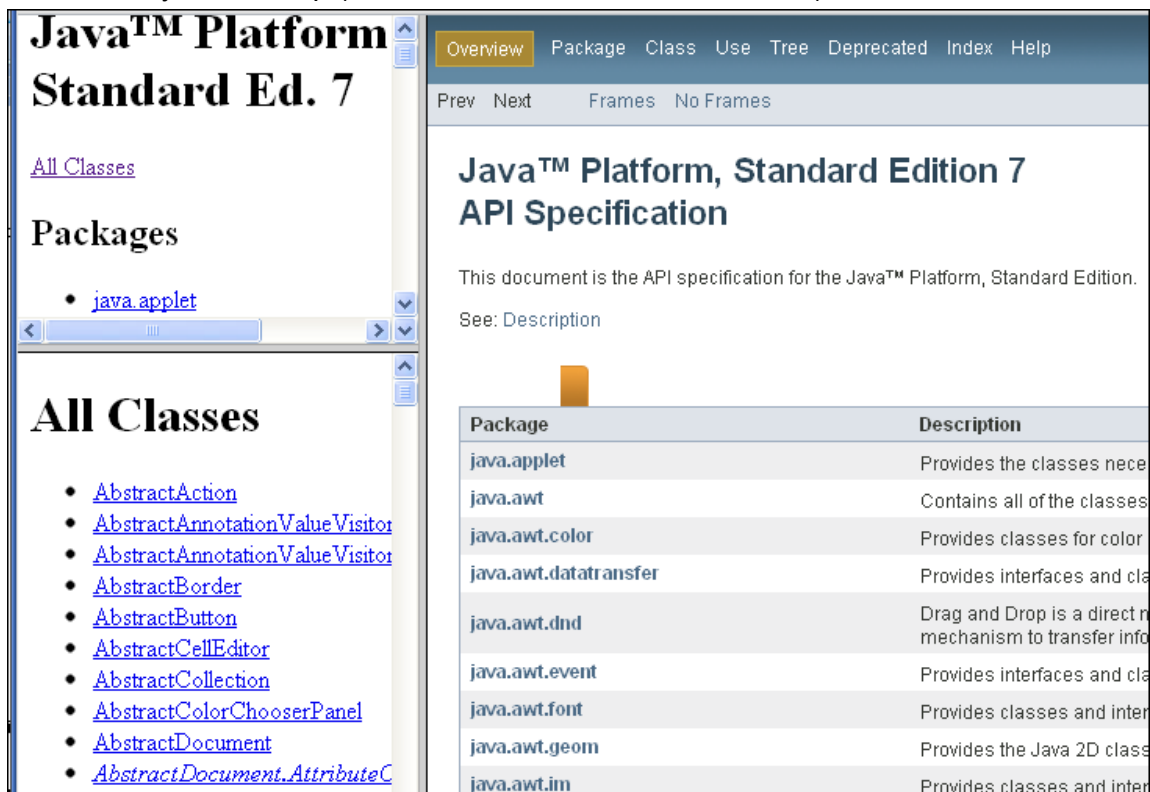 Java™ Platform
Standard Ed. 7
All Classes
Packages
java.applet
All Classes
AbstractAction
AbstractAnnotationValueVisitor
AbstractAnnotationValueVisitor
AbstractBorder
AbstractButton
AbstractCellEditor
AbstractCollection
AbstractColorChooserPanel
AbstractDocument
AbstractDocument.AttributeC
Overview Package Class Use Tree Deprecated Index Help
Prev Next Frames No Frames
Java™ Platform, Standard Edition 7
API Specification
This document is the API specification for the Java™ Platform, Standard Edition.
See: Description
Package Description
java.applet Provides the classes nece
java.awt Contains all of the classes
java.awt.color Provides classes for color
java.awt.datatransfer Provides interfaces and cla
java.awt.dnd Drag and Drop is a direct
mechanism to transfer info
java.awt.event Provides interfaces and cla
java.awt.font Provides classes and inter
java.awt.geom Provides the Java 2D class
java.awt.im Provides classes and inter